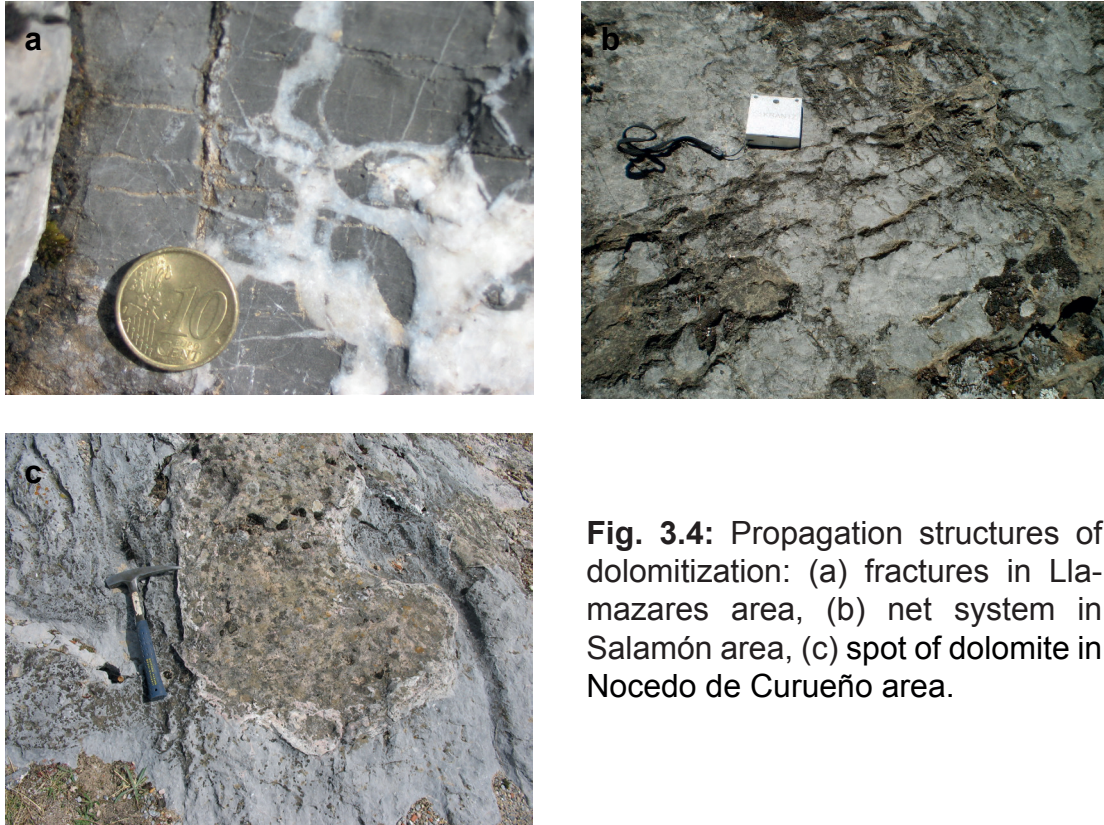 a
10
CENT
b
c
Fig. 3.4: Propagation structures of
dolomitization: (a) fractures in Lla-
mazares area, (b) net system in
Salamón area, (c) spot of dolomite in
Nocedo de Curueño area.